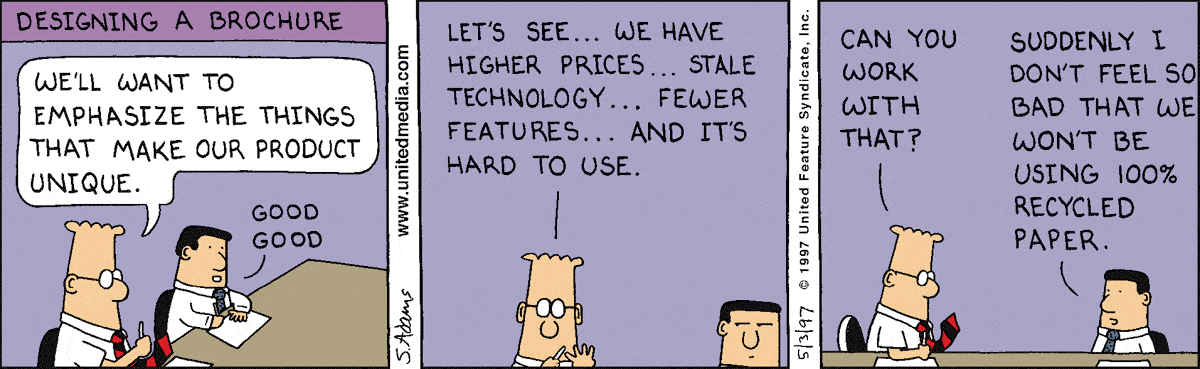 DESIGNING A BROCHURE
WE'LL WANT TO
EMPHASIZE THE THINGS
THAT MAKE OUR PRODUCT
UNIQUE.
GOOD
GOOD
S. Adams
www.unitedmedia.com
LET'S SEE... WE HAVE
HIGHER PRICES... STALE
TECHNOLOGY... FEWER
FEATURES... AND IT'S
HARD TO USE.
5/3/97 © 1997 United Feature Syndicate, Inc.
CAN YOU
WORK
WITH
THAT?
SUDDENLY I
DON'T FEEL SO
BAD THAT WE
WON'T BE
USING 100%
RECYCLED
PAPER.